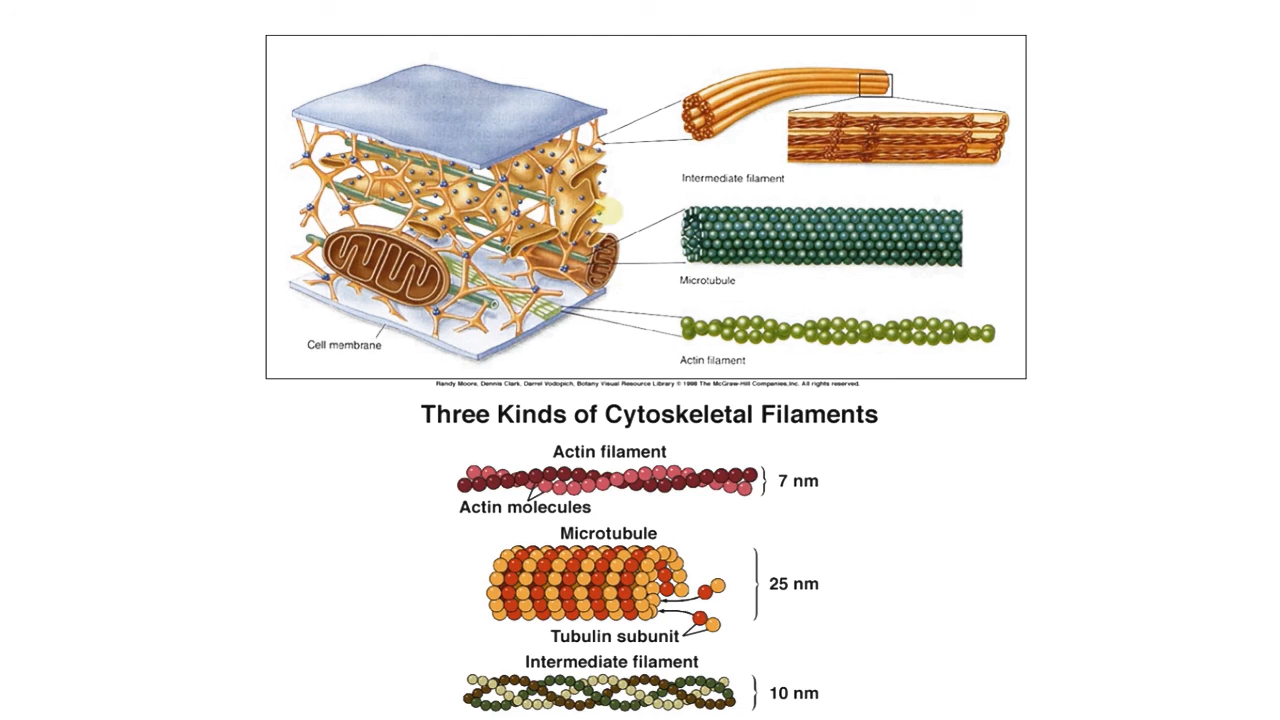 Intermediate filament
Microtubule
Cell membrane
Actin filament
Randy Moore, Dennis Clark, Darrel Vodopich, Botany Visual Resource Library © 1998 The McGraw-Hill Companies, Inc. All rights reserved.
Three Kinds of Cytoskeletal Filaments
Actin filament
7 nm
Actin molecules
Microtubule
25 nm
Tubulin subunit
Intermediate filament
10 nm